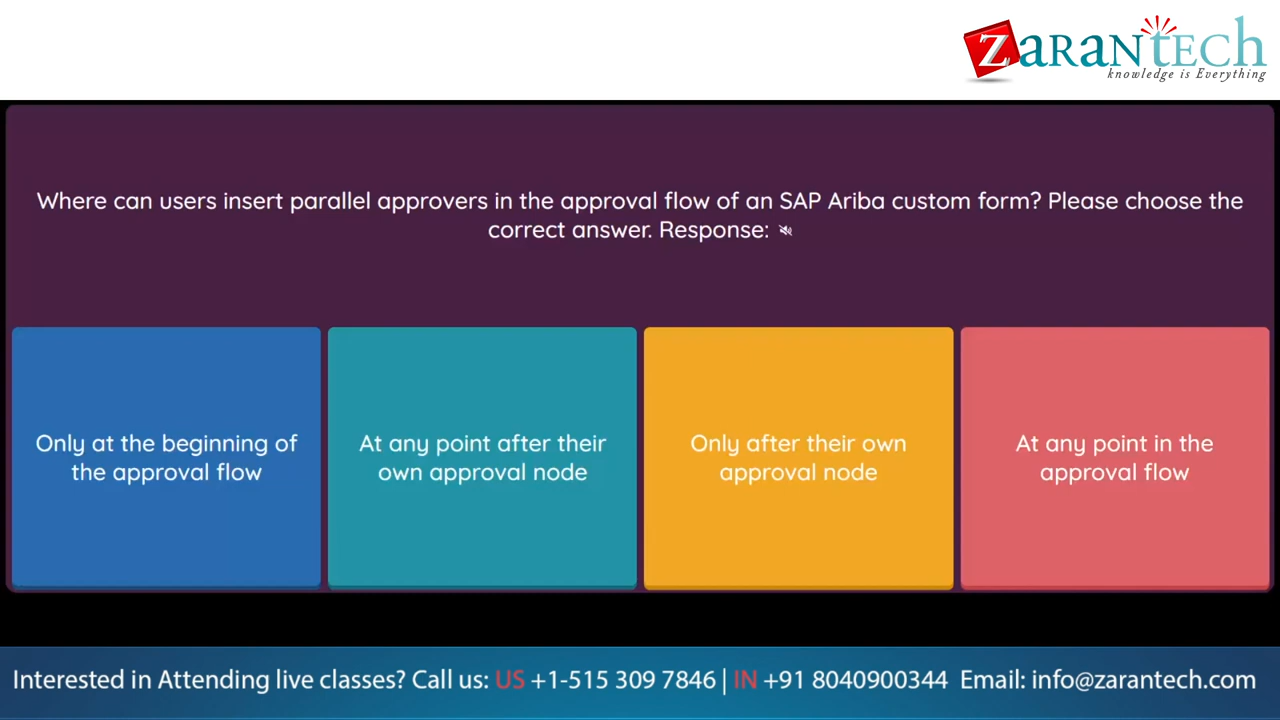 ZARANTECH
knowledge is Everything
Where can users insert parallel approvers in the approval flow of an SAP Ariba custom form? Please choose the
correct answer. Response:
Only at the beginning of
the approval flow
At any point after their
own approval node
Only after their own
approval node
At any point in the
approval flow
Interested in Attending live classes? Call us: US +1-515 309 7846 | IN +91 8040900344 Email: info@zarantech.com